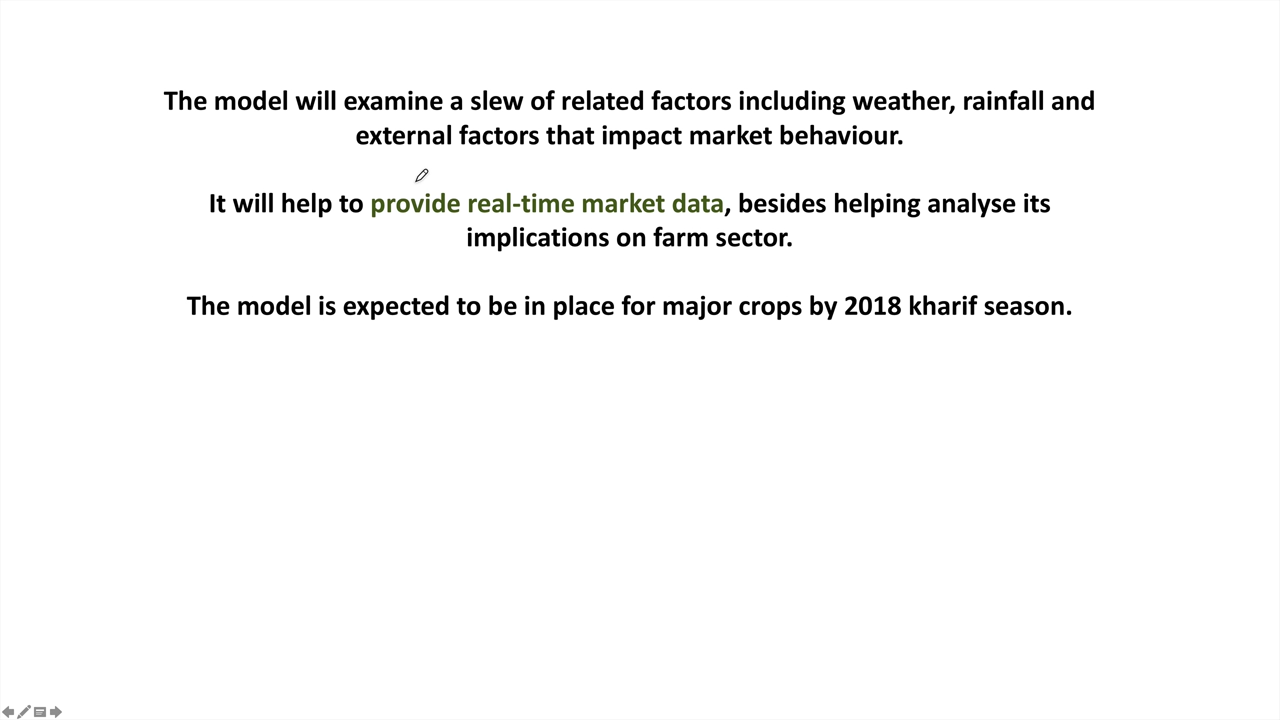 The model will examine a slew of related factors including weather, rainfall and
external factors that impact market behaviour.
It will help to provide real-time market data, besides helping analyse its
implications on farm sector.
The model is expected to be in place for major crops by 2018 kharif season.